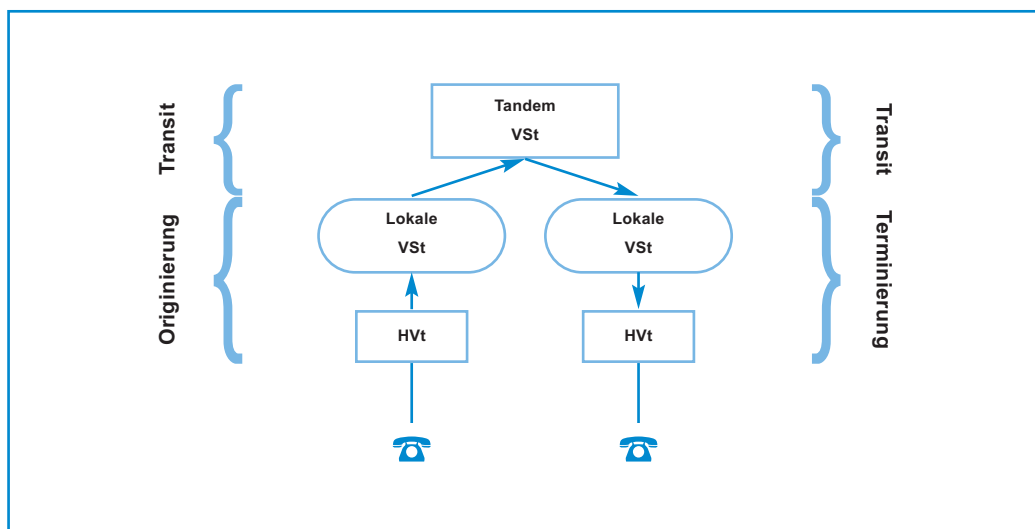 Transit
Tandem
VSt
Transit
Originierung
Lokale
VSt
Lokale
VSt
Terminierung
HVt
HVt